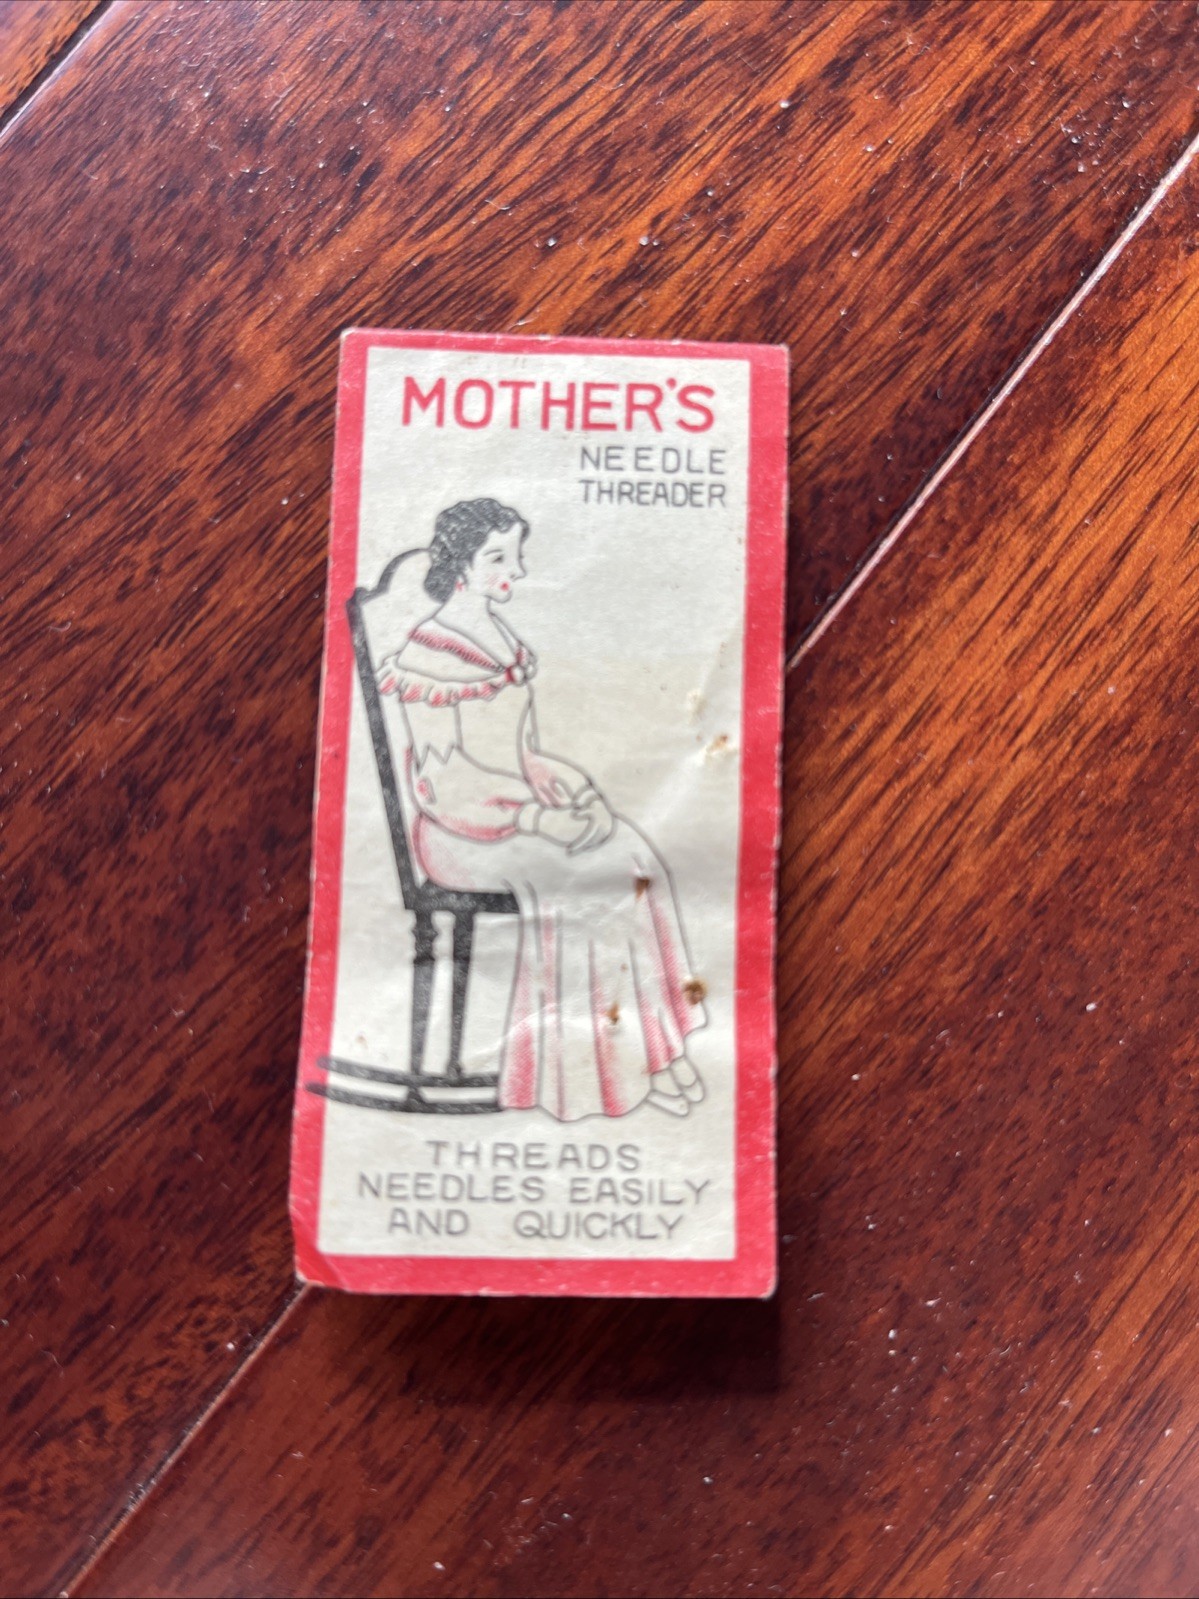 MOTHER'S
NEEDLE
THREADER
THREADS
NEEDLES EASILY
AND QUICKLY